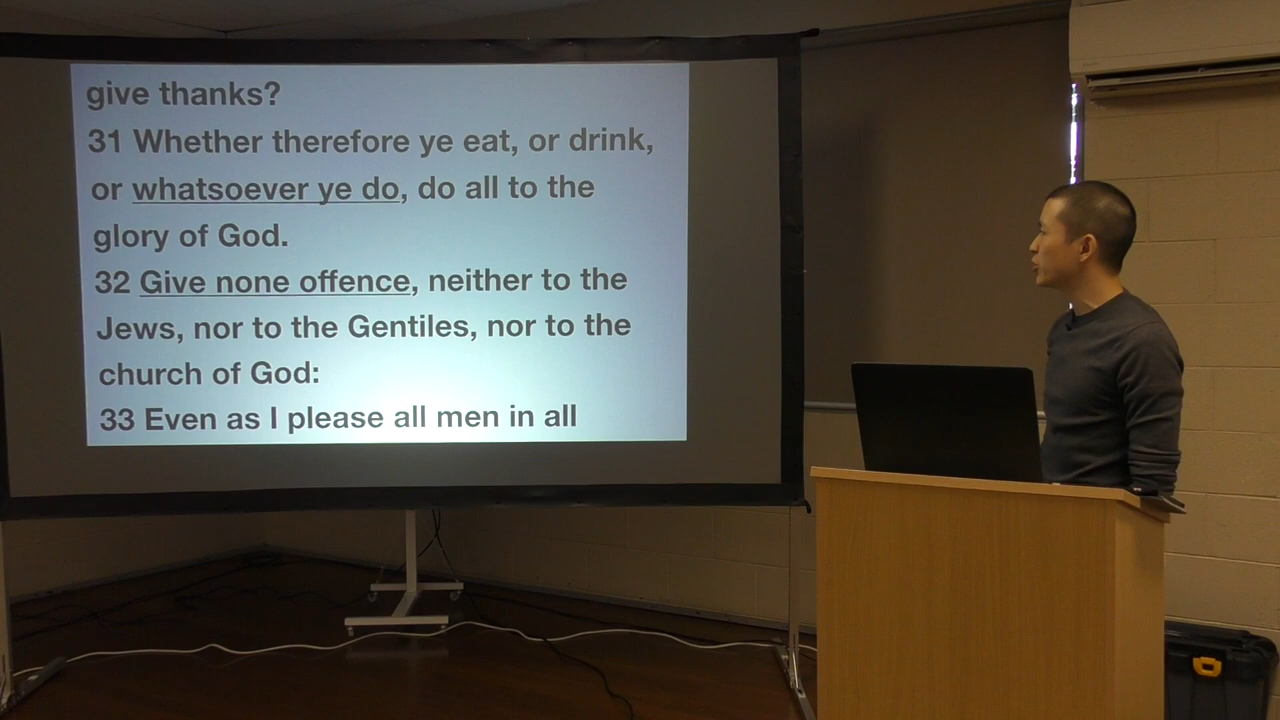 give thanks?
31 Whether therefore ye eat, or drink,
or whatsoever ye do, do all to the
glory of God.
32 Give none offence, neither to the
Jews, nor to the Gentiles, nor to the
church of God:
33 Even as I please all men in all